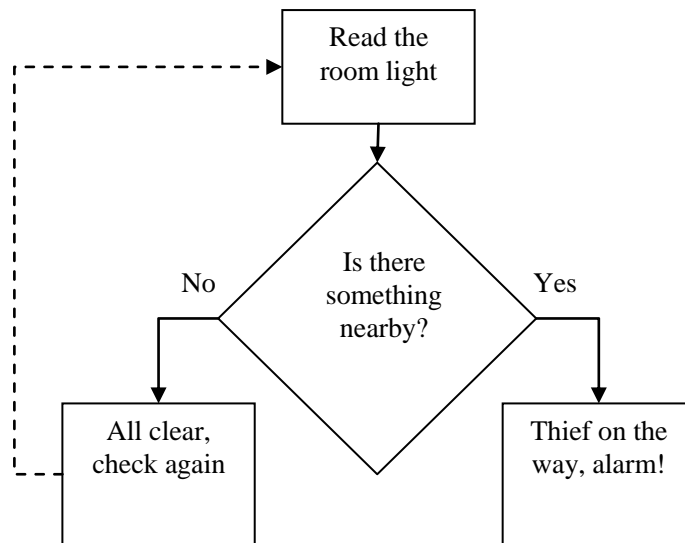 Read the
room light
Is there
something
nearby?
No
Yes
All clear,
check again
Thief on the
way, alarm!